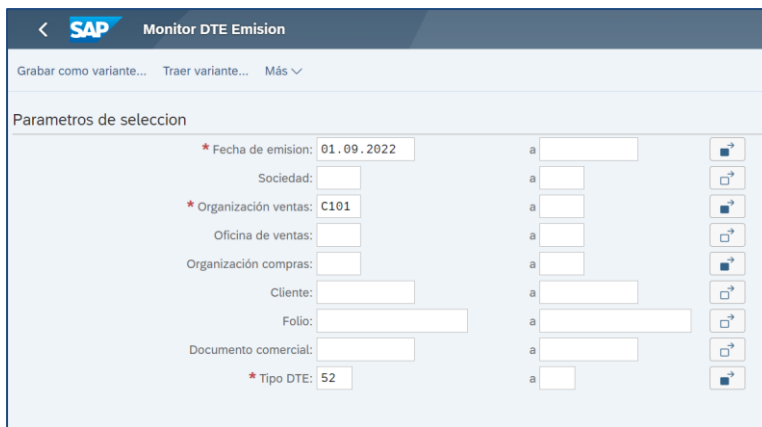 SAP Monitor DTE Emision
Grabar como variante... Traer variante... Más
Parametros de seleccion
* Fecha de emision: 01.09.2022 a
Sociedad: a
* Organización ventas: C101 a
Oficina de ventas: a
Organización compras: a
Cliente: a
Folio: a
Documento comercial: a
* Tipo DTE: 52 a